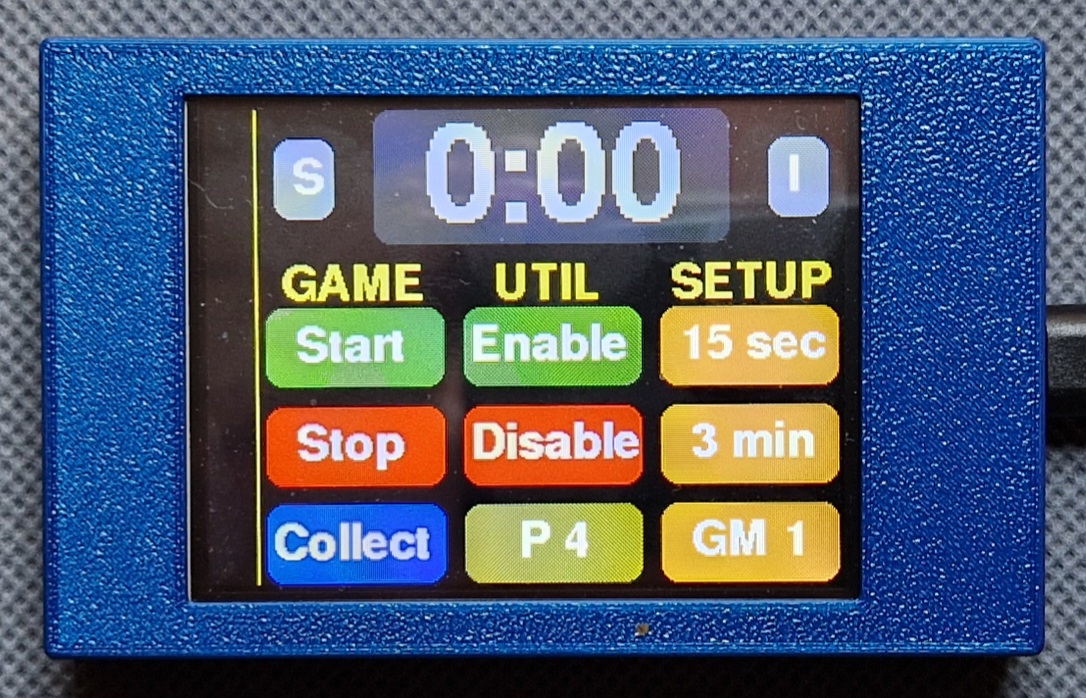 S 0:00 I
GAME UTIL SETUP
Start Enable 15 sec
Stop Disable 3 min
Collect P 4 GM 1